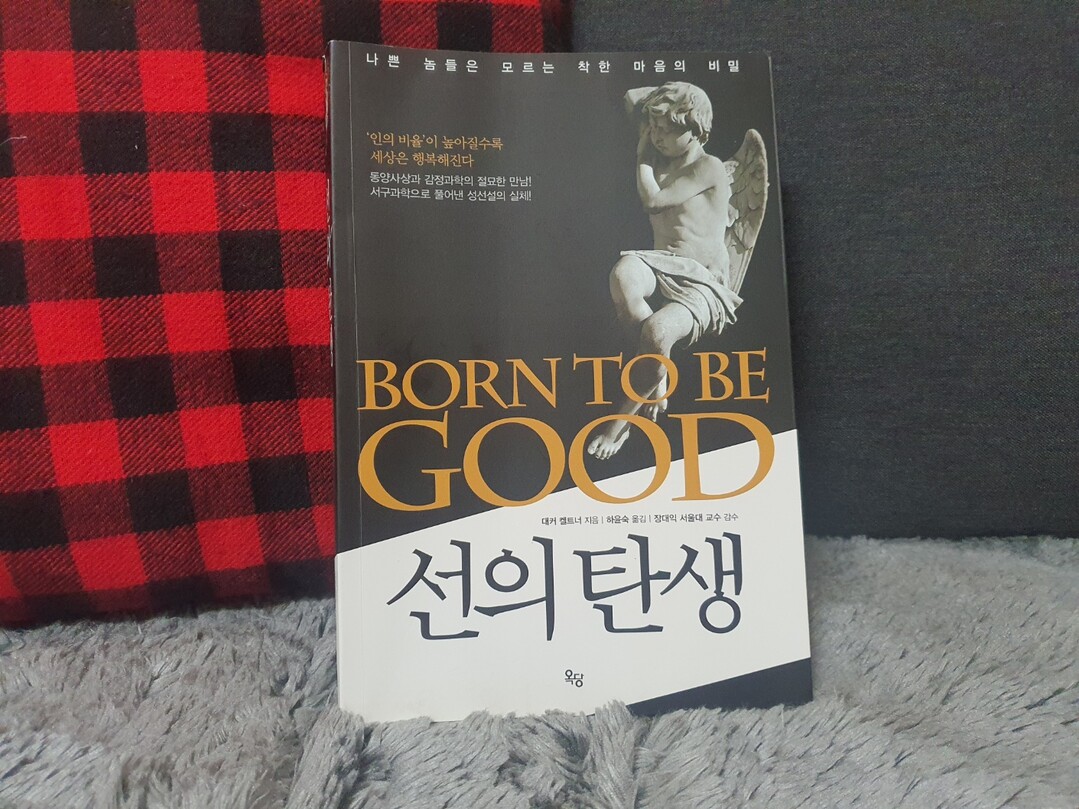 나쁜 놈들은 모르는 착한 마음의 비밀
'인의 비율'이 높아질수록
세상은 행복해진다
동양사상과 감정과학의 절묘한 만남!
서구과학으로 풀어낸 성선설의 실체!
BORN TO BE
GOOD
대커 켈트너 지음 | 하윤숙 옮김 | 장대익 서울대 교수 감수
선의 탄생
옥당